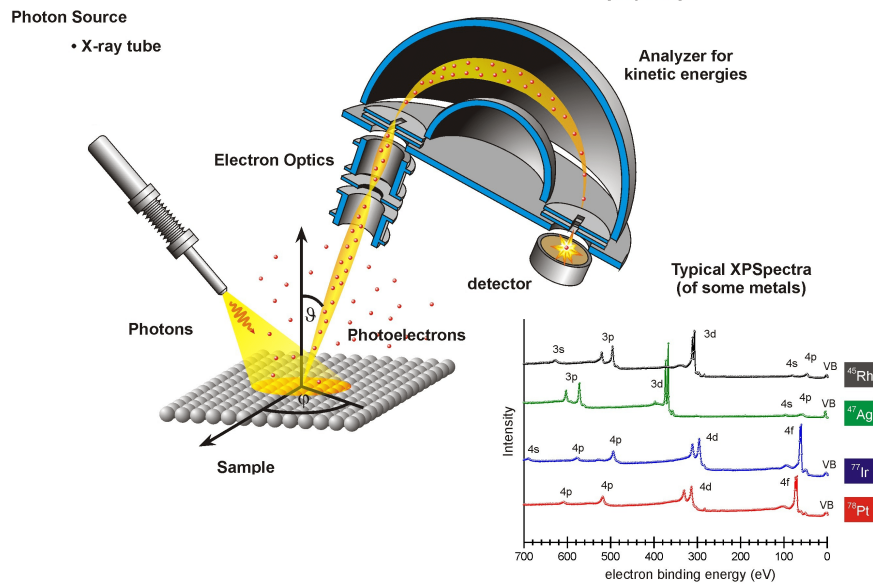 Photon Source
• X-ray tube
Analyzer for
kinetic energies
Electron Optics
detector
ϑ
Photons
Photoelectrons
φ
Sample
Typical XPSpectra
(of some metals)
3s
3p
3d
4s
4p
VB
45Rh
3p
3d
4s
4p
VB
47Ag
4s
4p
4p
4d
4f
VB
77Ir
4p
4p
4d
4f
VB
78Pt
Intensity
700 600 500 400 300 200 100 0
electron binding energy (eV)